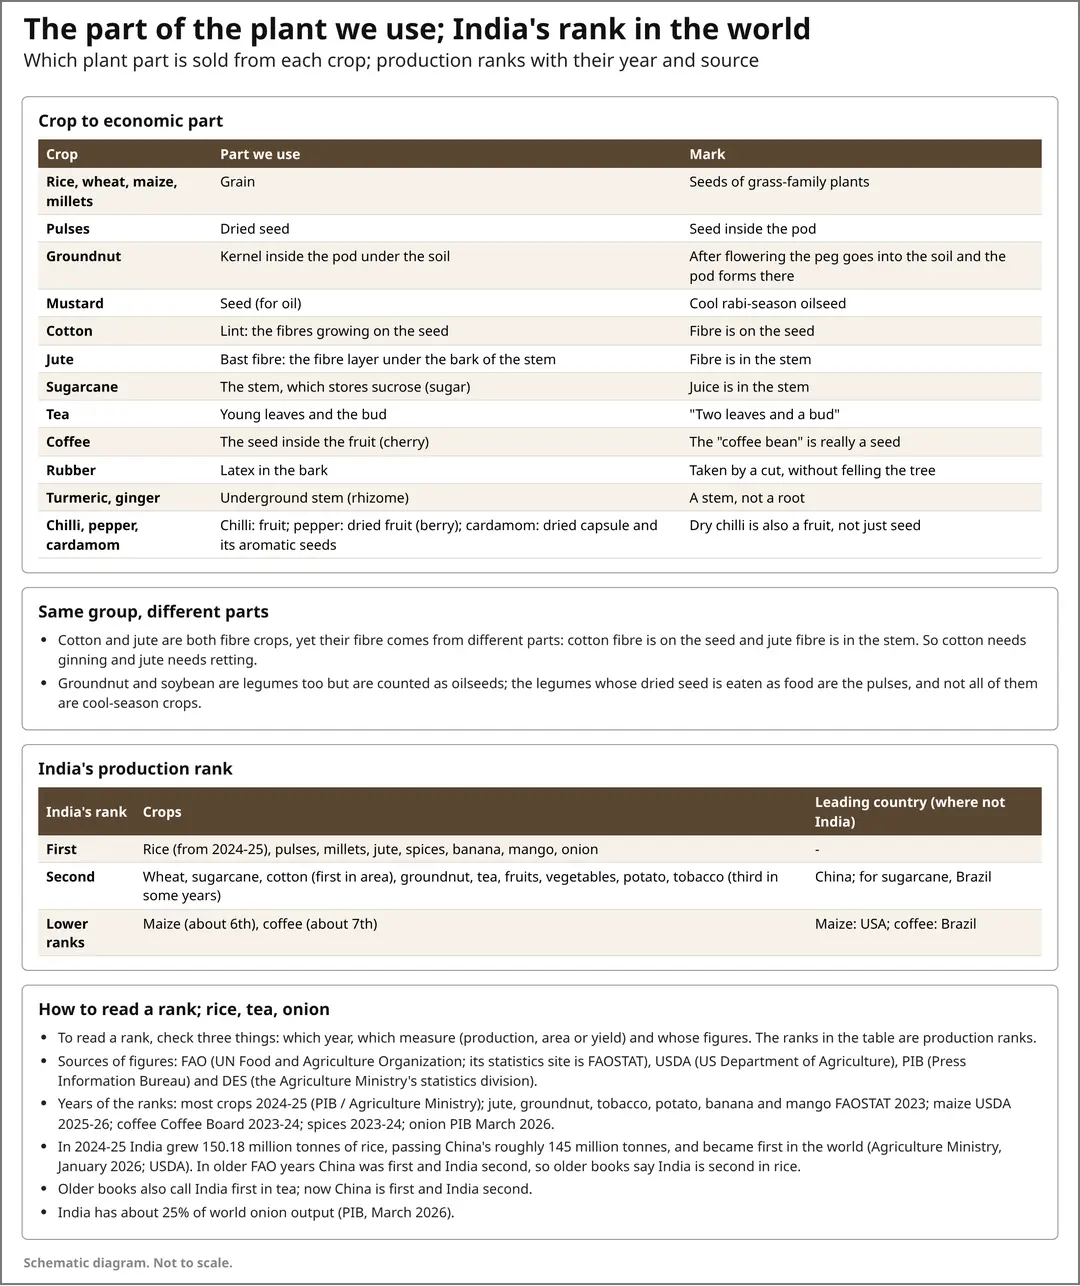 The part of the plant we use; India's rank in the world
Which plant part is sold from each crop; production ranks with their year and source
Crop to economic part
Crop Part we use Mark
Rice, wheat, maize, millets Grain Seeds of grass-family plants
Pulses Dried seed Seed inside the pod
Groundnut Kernel inside the pod under the soil After flowering the peg goes into the soil and the pod forms there
Mustard Seed (for oil) Cool rabi-season oilseed
Cotton Lint: the fibres growing on the seed Fibre is on the seed
Jute Bast fibre: the fibre layer under the bark of the stem Fibre is in the stem
Sugarcane The stem, which stores sucrose (sugar) Juice is in the stem
Tea Young leaves and the bud "Two leaves and a bud"
Coffee The seed inside the fruit (cherry) The "coffee bean" is really a seed
Rubber Latex in the bark Taken by a cut, without felling the tree
Turmeric, ginger Underground stem (rhizome) A stem, not a root
Chilli, pepper, cardamom Chilli: fruit; pepper: dried fruit (berry); cardamom: dried capsule and its aromatic seeds Dry chilli is also a fruit, not just seed
Same group, different parts
• Cotton and jute are both fibre crops, yet their fibre comes from different parts: cotton fibre is on the seed and jute fibre is in the stem. So cotton needs
ginning and jute needs retting.
• Groundnut and soybean are legumes too but are counted as oilseeds; the legumes whose dried seed is eaten as food are the pulses, and not all of them
are cool-season crops.
India's production rank
India's rank Crops Leading country (where not India)
First Rice (from 2024-25), pulses, millets, jute, spices, banana, mango, onion -
Second Wheat, sugarcane, cotton (first in area), groundnut, tea, fruits, vegetables, potato, tobacco (third in some years) China; for sugarcane, Brazil
Lower ranks Maize (about 6th), coffee (about 7th) Maize: USA; coffee: Brazil
How to read a rank; rice, tea, onion
• To read a rank, check three things: which year, which measure (production, area or yield) and whose figures. The ranks in the table are production ranks.
• Sources of figures: FAO (UN Food and Agriculture Organization; its statistics site is FAOSTAT), USDA (US Department of Agriculture), PIB (Press
Information Bureau) and DES (the Agriculture Ministry's statistics division).
• Years of the ranks: most crops 2024-25 (PIB / Agriculture Ministry); jute, groundnut, tobacco, potato, banana and mango FAOSTAT 2023; maize USDA
2025-26; coffee Coffee Board 2023-24; spices 2023-24; onion PIB March 2026.
• In 2024-25 India grew 150.18 million tonnes of rice, passing China's roughly 145 million tonnes, and became first in the world (Agriculture Ministry,
January 2026; USDA). In older FAO years China was first and India second, so older books say India is second in rice.
• Older books also call India first in tea; now China is first and India second.
• India has about 25% of world onion output (PIB, March 2026).
Schematic diagram. Not to scale.